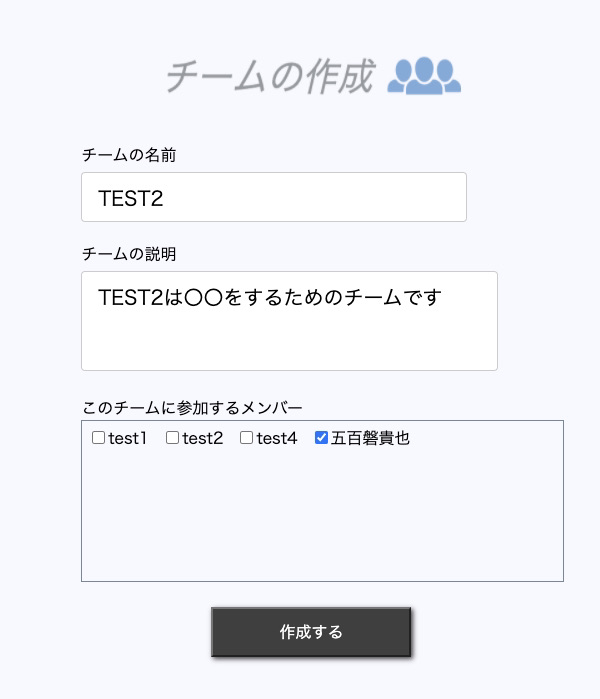 チームの作成
チームの名前
TEST2
チームの説明
TEST2は〇〇をするためのチームです
このチームに参加するメンバー
test1 test2 test4 五百磐貴也
作成する